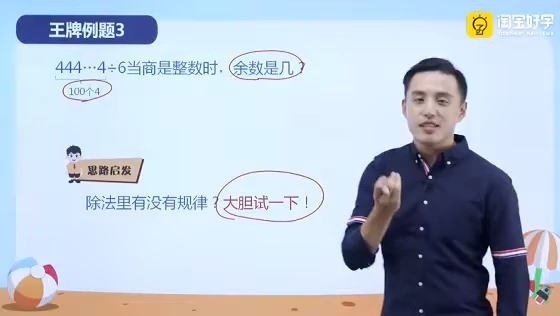 王牌例题3
淘宝好学
444…4÷6当商是整数时，余数是几？
100个4
思路启发
除法里有没有规律？大胆试一下！